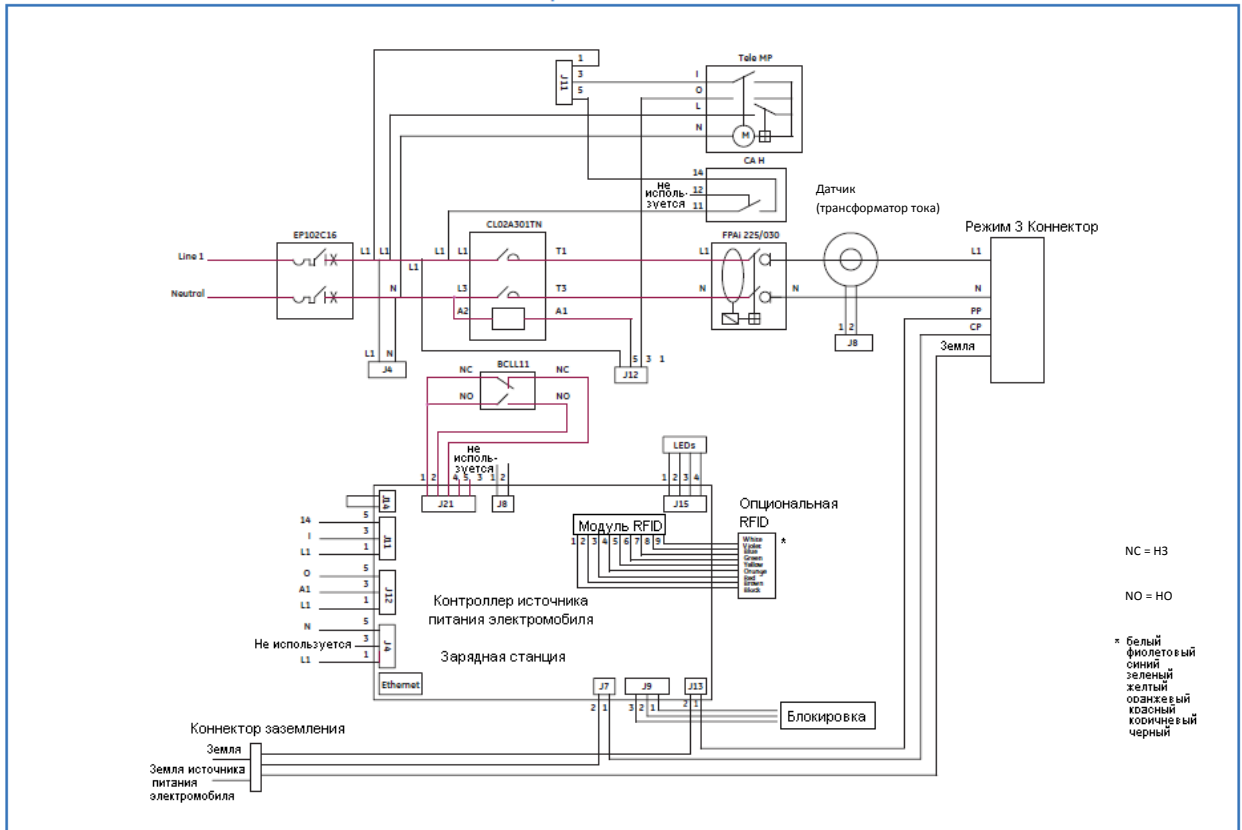 Tele MP
1
3
5
J11
I
O
L
N
M
CA H
14
не
исполь-
зуется
12
11
Датчик
(трансформатор тока)
Режим 3 Коннектор
EP102C16
CL02A301TN
FPAi 225/030
Line 1
L1 L1
L1
L1 L1
T1
L1
L1
Neutral
N
L3
T3
N
N
N
A2
A1
PP
CP
Земля
1 2
J8
L1 N
J4
5 3 1
J12
BCLL11
NC
NC
NO
NO
не
исполь-
зуется
LEDs
1 2 4 5 3 1 2
1 2 3 4
J21
J8
J15
J14
14
I
L1
5
3
1
J11
O
A1
L1
5
3
1
J12
N
Не используется
L1
5
3
1
J4
Ethernet
Модуль RFID
1 2 3 4 5 6 7 8 9
Опциональная
RFID
White
Violet
Blue
Green
Yellow
Orange
Red
Brown
Black
*
Контроллер источника
питания электромобиля
Зарядная станция
J7
J9
J13
2 1
3 2 1
2 1
Блокировка
Коннектор заземления
Земля
Земля источника
питания
электромобиля
NC = НЗ
NO = НО
* белый
фиолетовый
синий
зеленый
желтый
оранжевый
красный
коричневый
черный